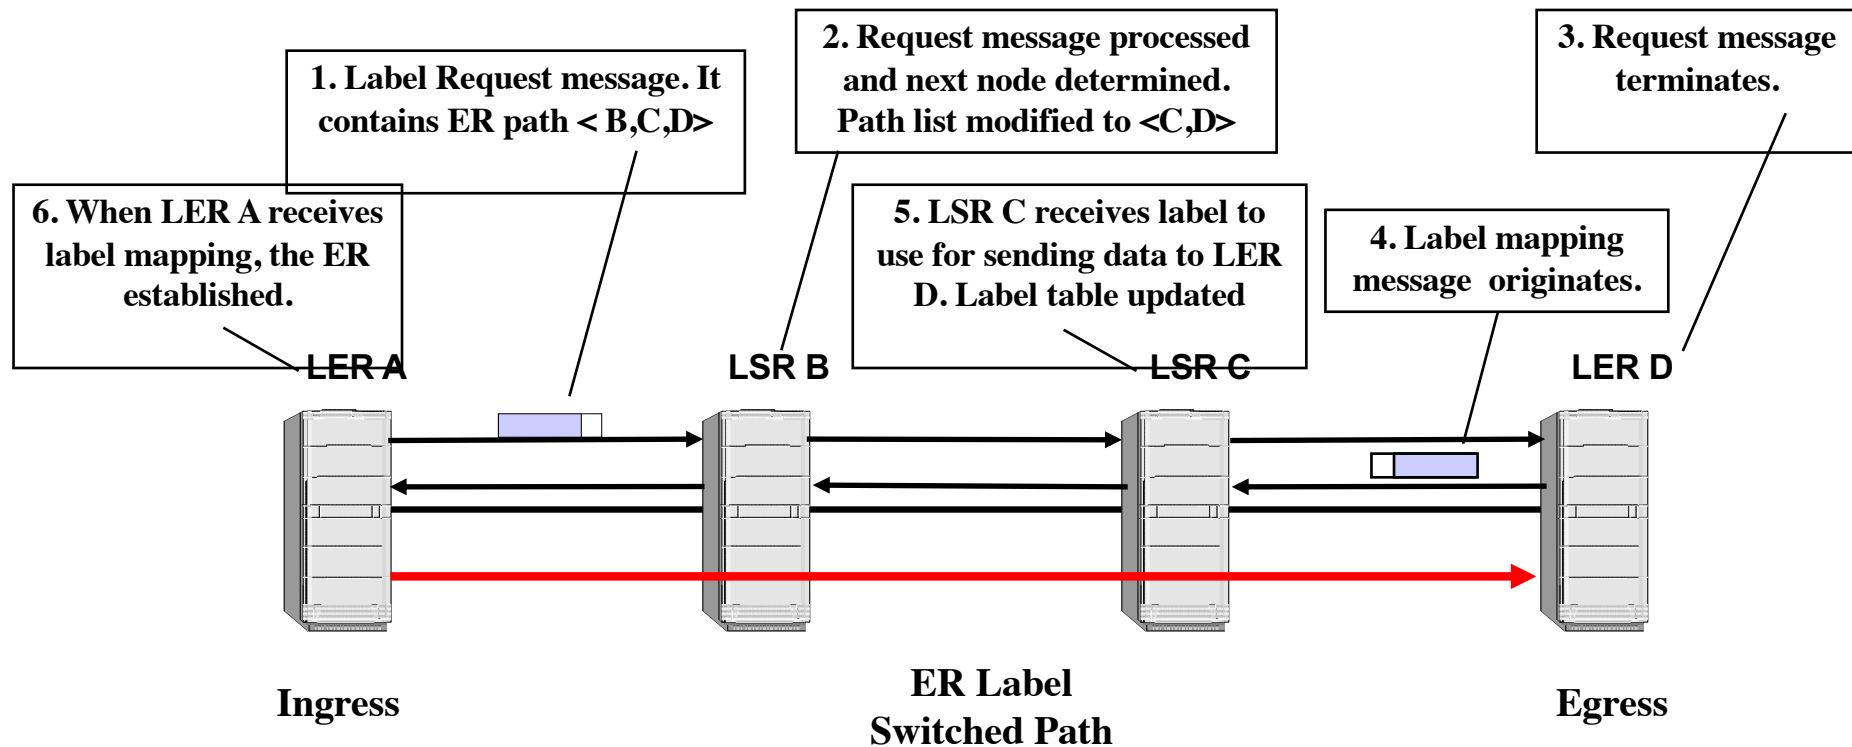 1. Label Request message. It
contains ER path < B,C,D>
2. Request message processed
and next node determined.
Path list modified to <C,D>
3. Request message
terminates.
6. When LER A receives
label mapping, the ER
established.
5. LSR C receives label to
use for sending data to LER
D. Label table updated
4. Label mapping
message originates.
LER A
LSR B
LSR C
LER D
Ingress
ER Label
Switched Path
Egress